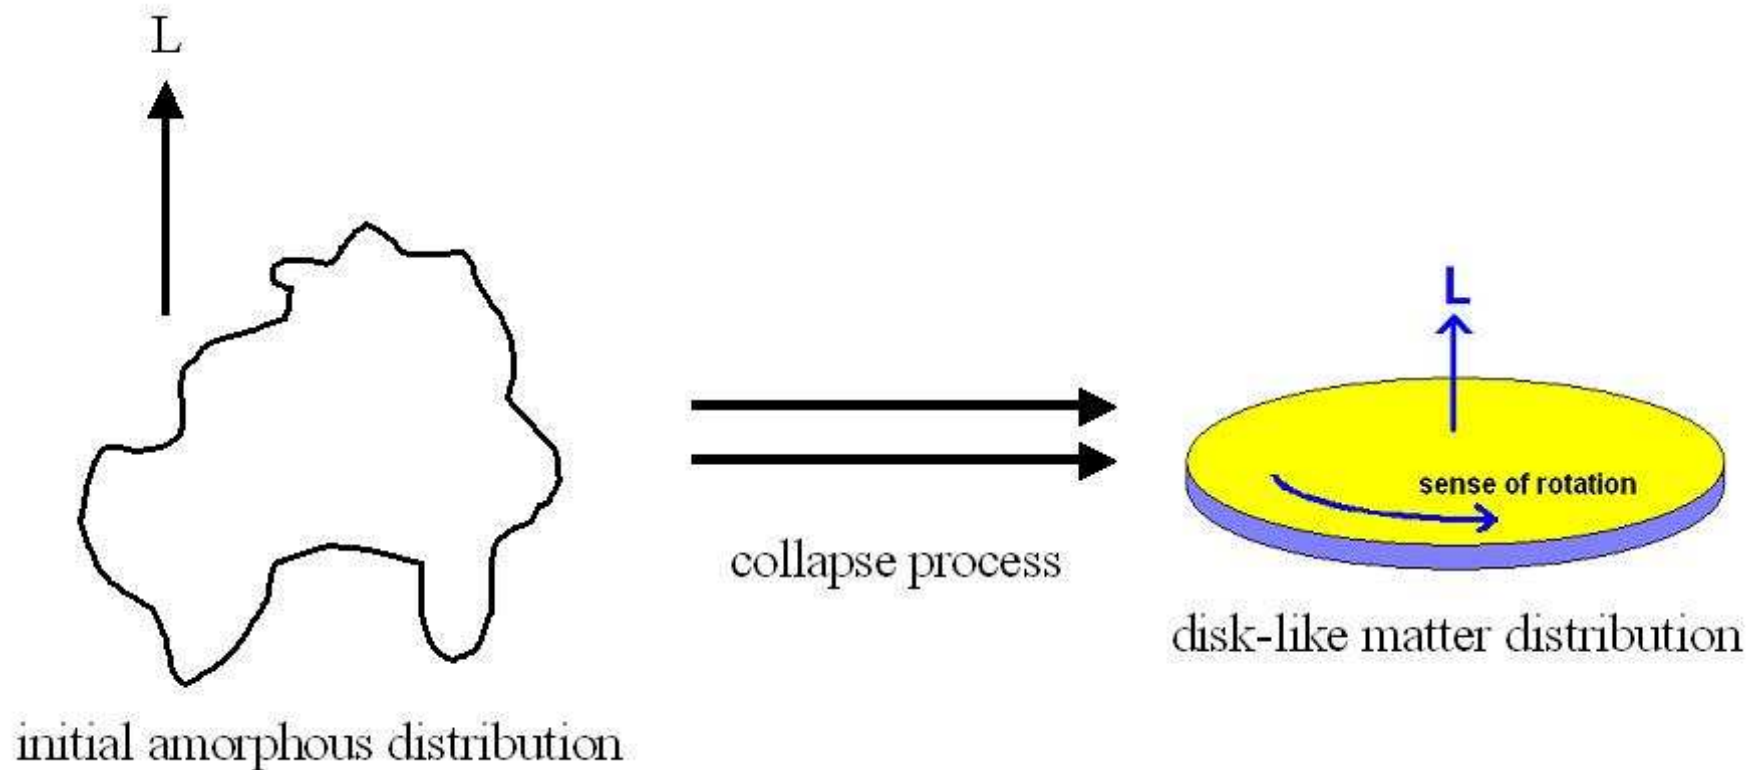 L
initial amorphous distribution
collapse process
L
sense of rotation
disk-like matter distribution